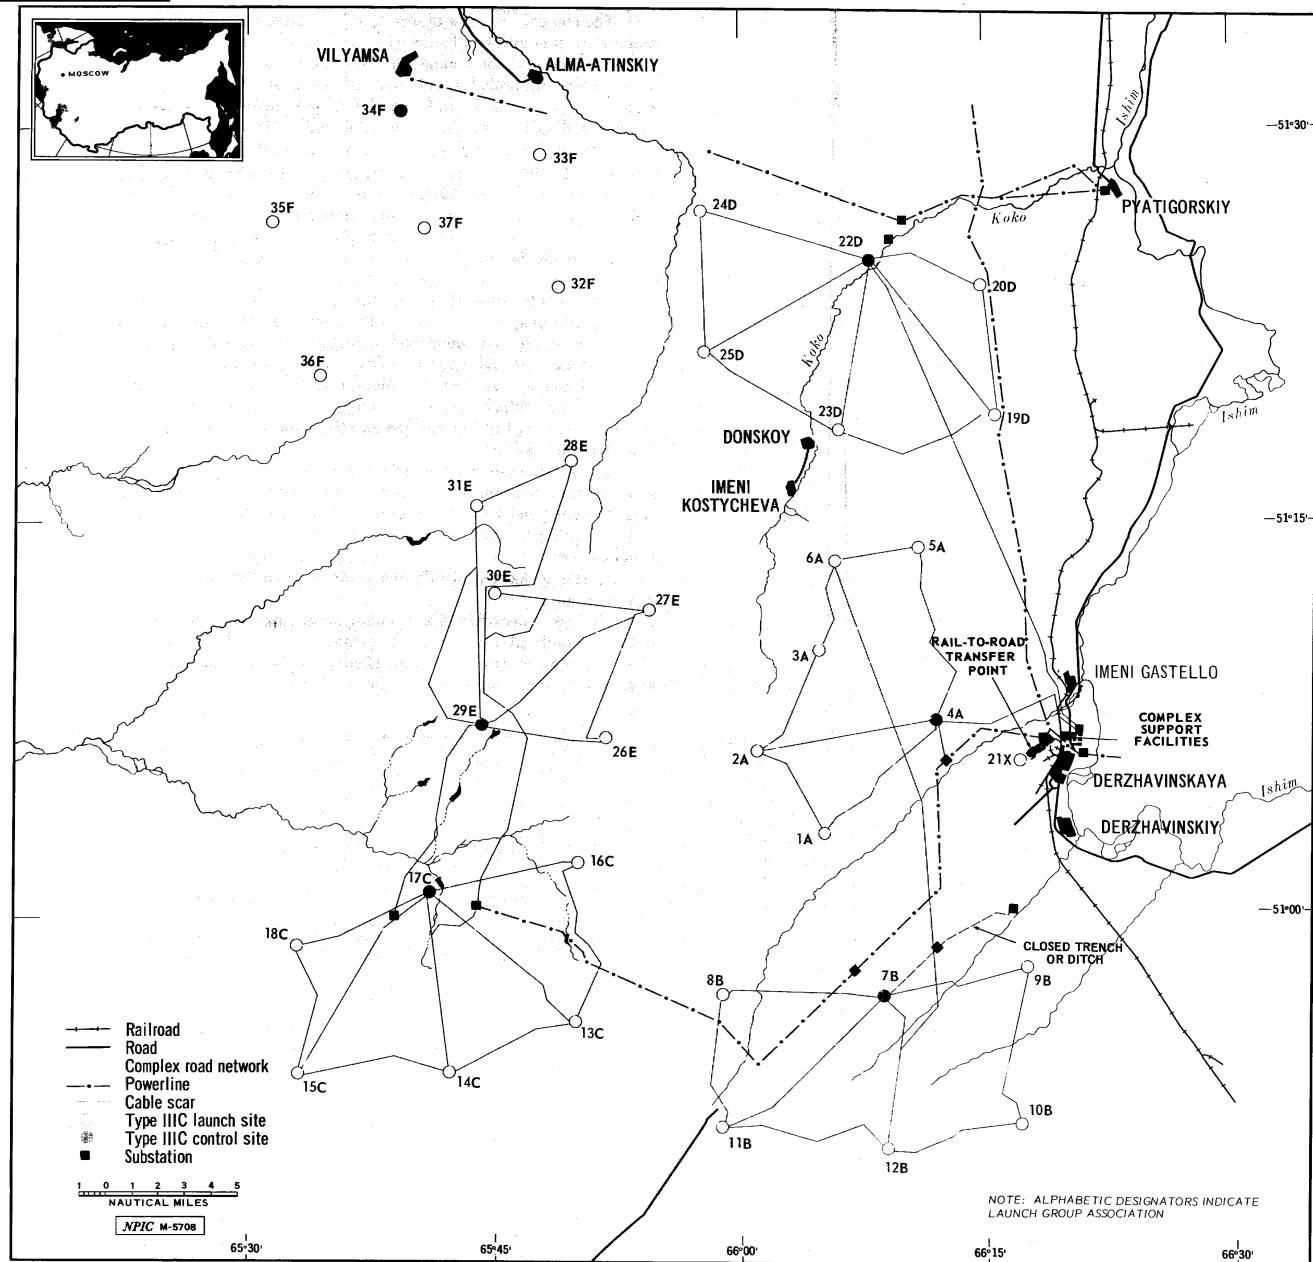 MOSCOW
VILYAMSA
ALMA-ATINSKIY
34F
33F
Ishim
51°30'
35F
37F
24D
Koko
PYATIGORSKIY
22D
32F
20D
36F
25D
Koko
23D
19D
Ishim
DONSKOY
28E
31E
IMENI
KOSTYCHEVA
51°15'
6A
5A
30E
27E
3A
RAIL-TO-ROAD
TRANSFER
POINT
IMENI GASTELLO
29E
4A
COMPLEX
SUPPORT
FACILITIES
26E
2A
21X
DERZHAVINSKAYA
Ishim
1A
DERZHAVINSKIY
16C
17C
51°00'
18C
CLOSED TRENCH
OR DITCH
8B
7B
9B
13C
Railroad
Road
Complex road network
Powerline
Cable scar
Type IIIC launch site
Type IIIC control site
Substation
15C
14C
10B
11B
12B
1 0 1 2 3 4 5
NAUTICAL MILES
NPIC M-5708
NOTE: ALPHABETIC DESIGNATORS INDICATE
LAUNCH GROUP ASSOCIATION
65°30'
65°45'
66°00'
66°15'
66°30'